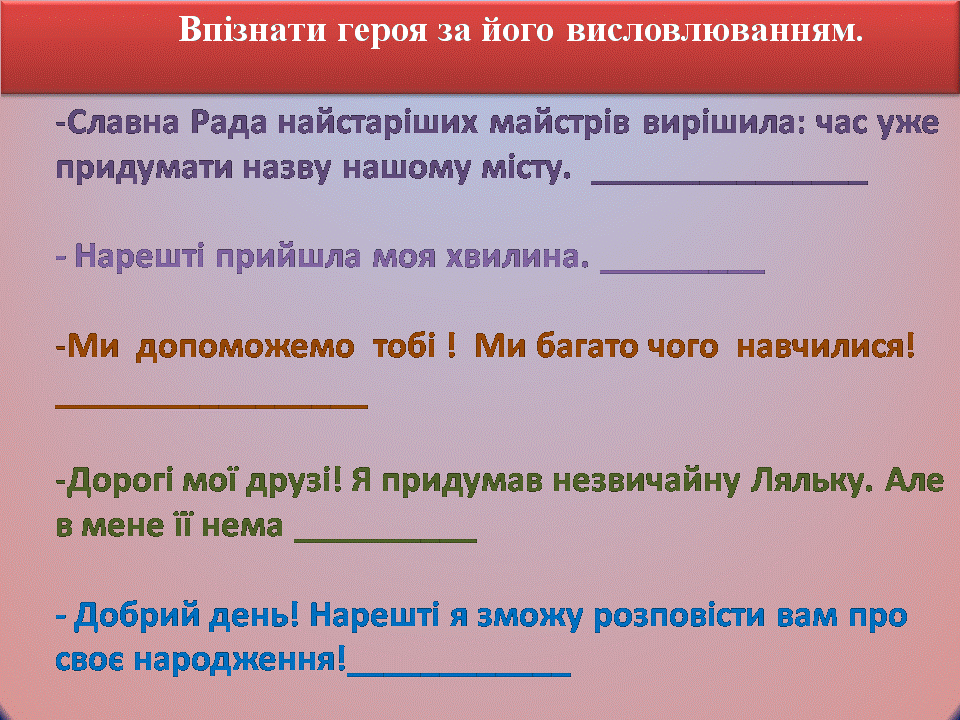 Впізнати героя за його висловлюванням.
-Славна Рада найстаріших майстрів вирішила: час уже
придумати назву нашому місту. _______________
- Нарешті прийшла моя хвилина. _________
-Ми допоможемо тобі ! Ми багато чого навчилися!
_________________
-Дорогі мої друзі! Я придумав незвичайну Ляльку. Але
в мене її нема __________
- Добрий день! Нарешті я зможу розповісти вам про
своє народження!____________